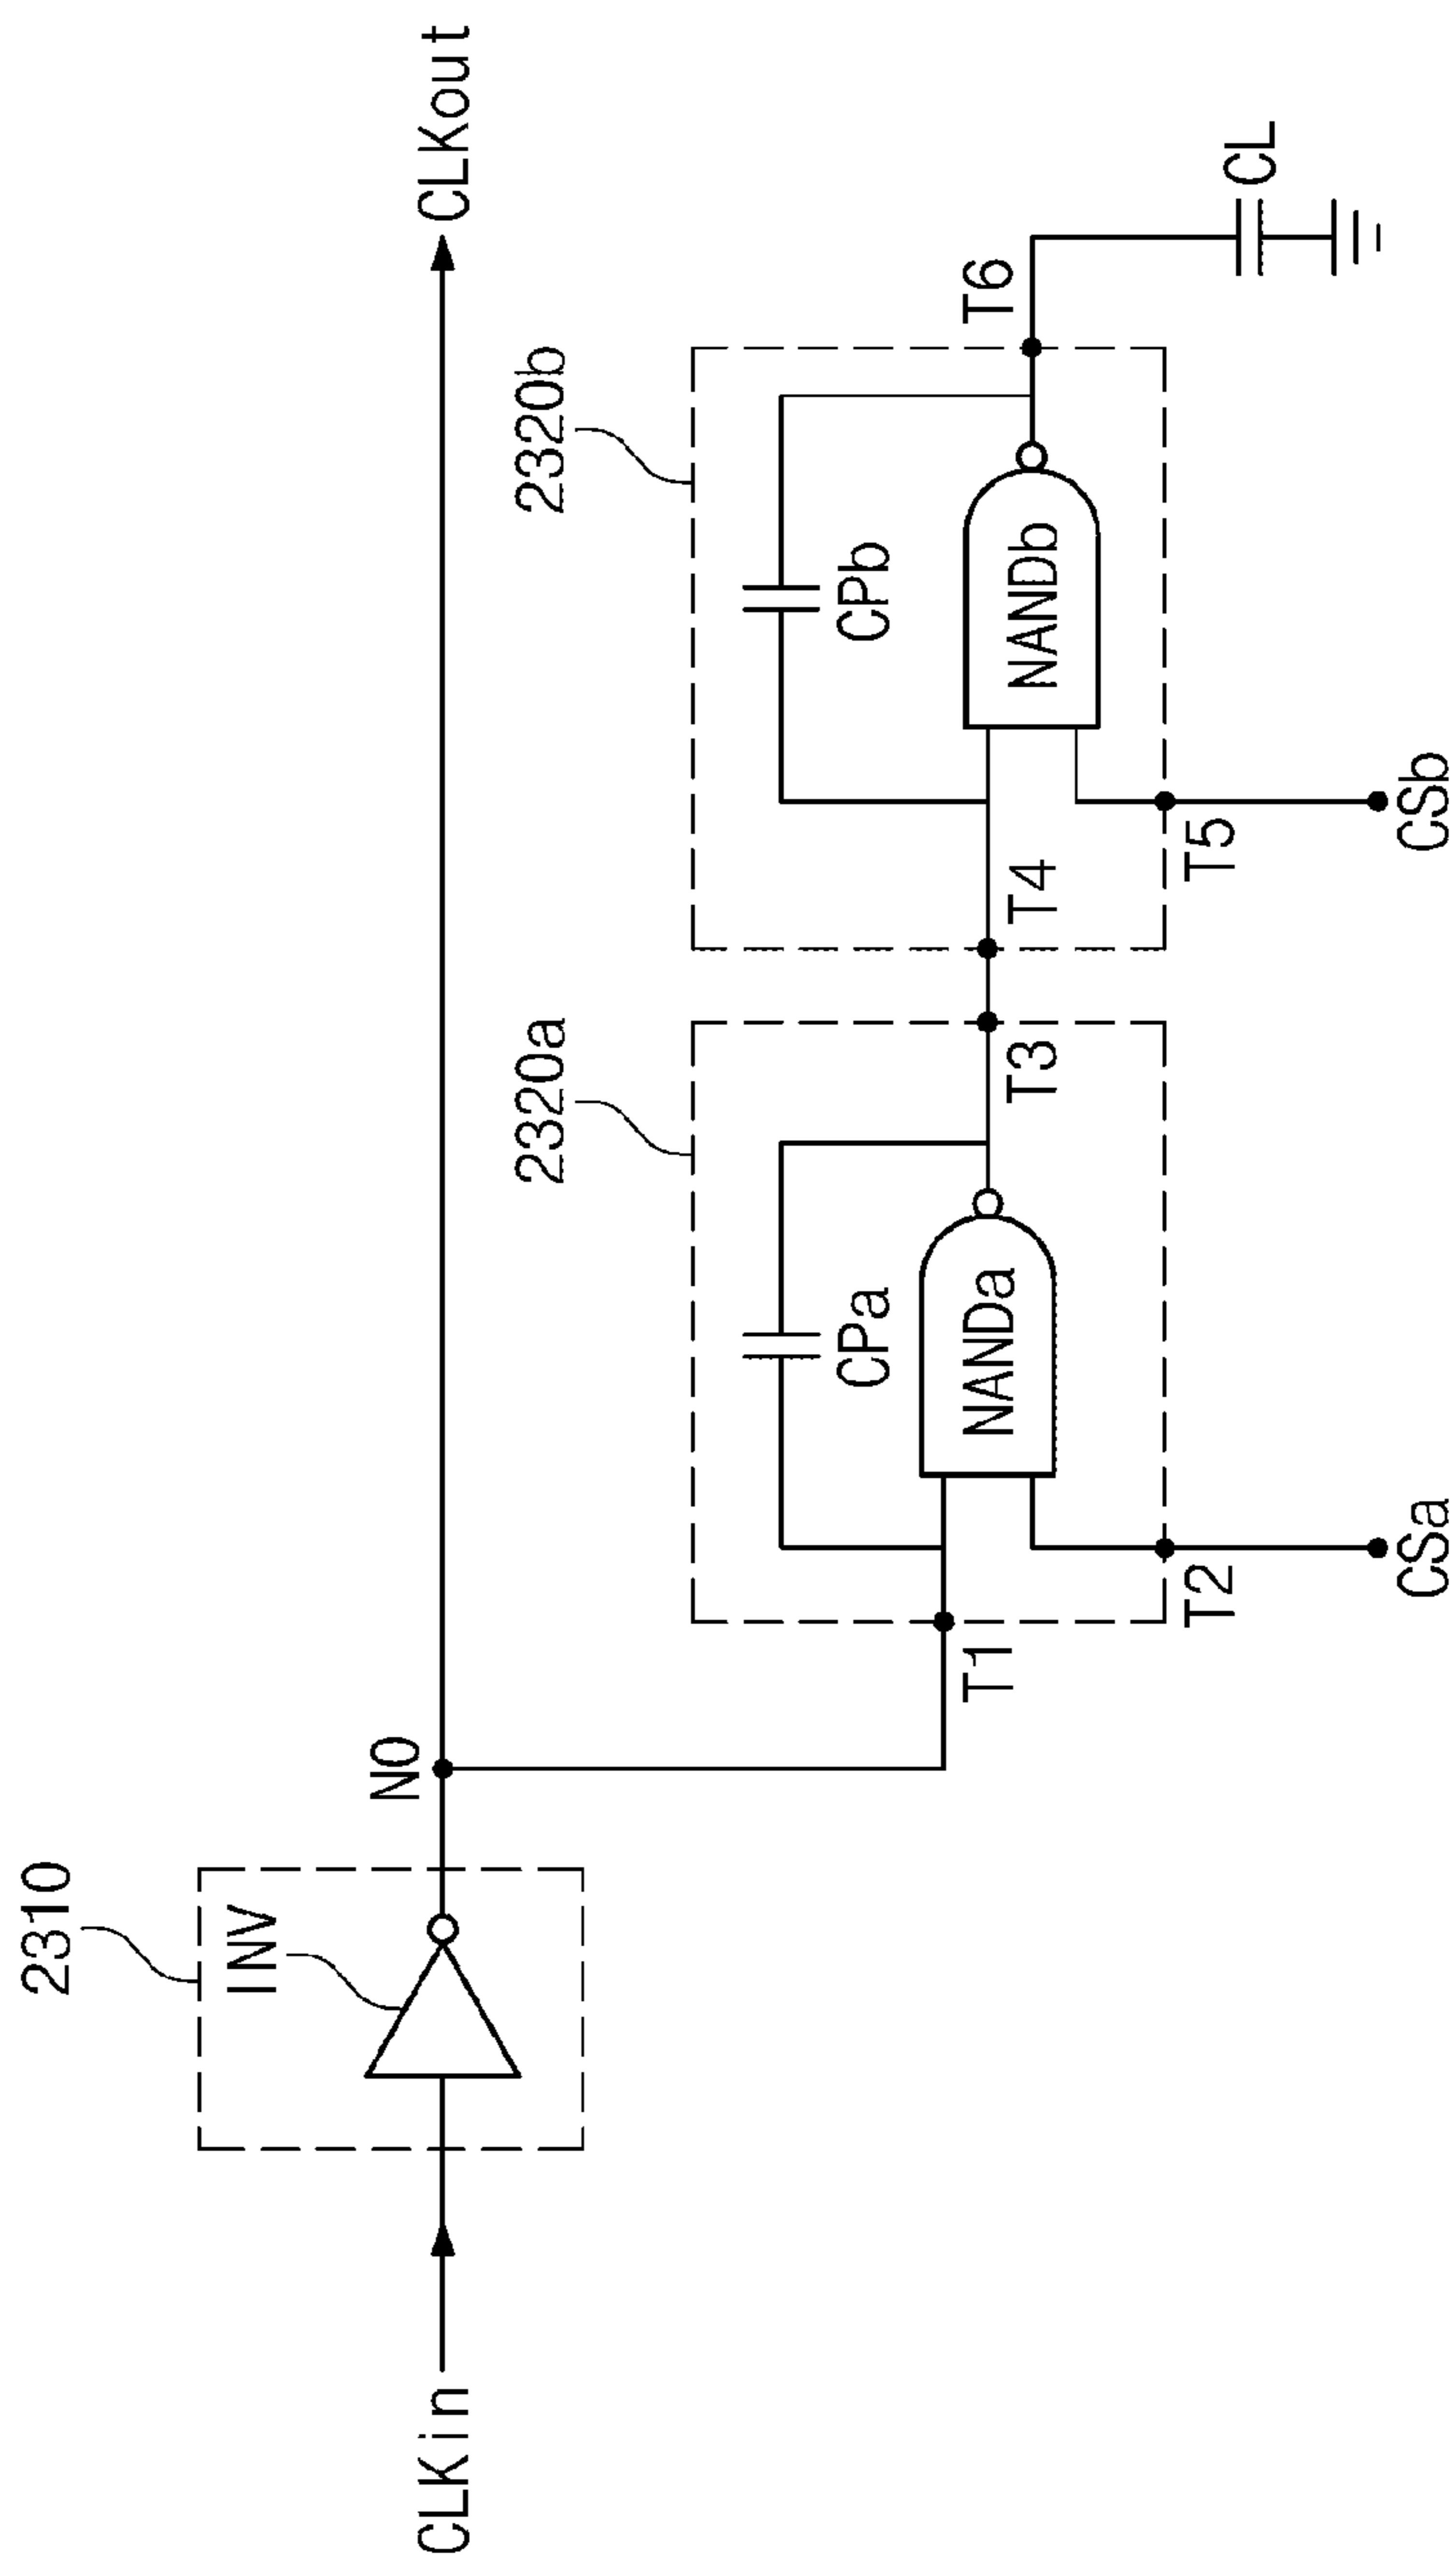 2310
INV
CLKin
NO
CLKout
2320a
2320b
CPa
CPb
NANDa
NANDb
T1
T2
T3
T4
T5
T6
CSa
CSb
CL